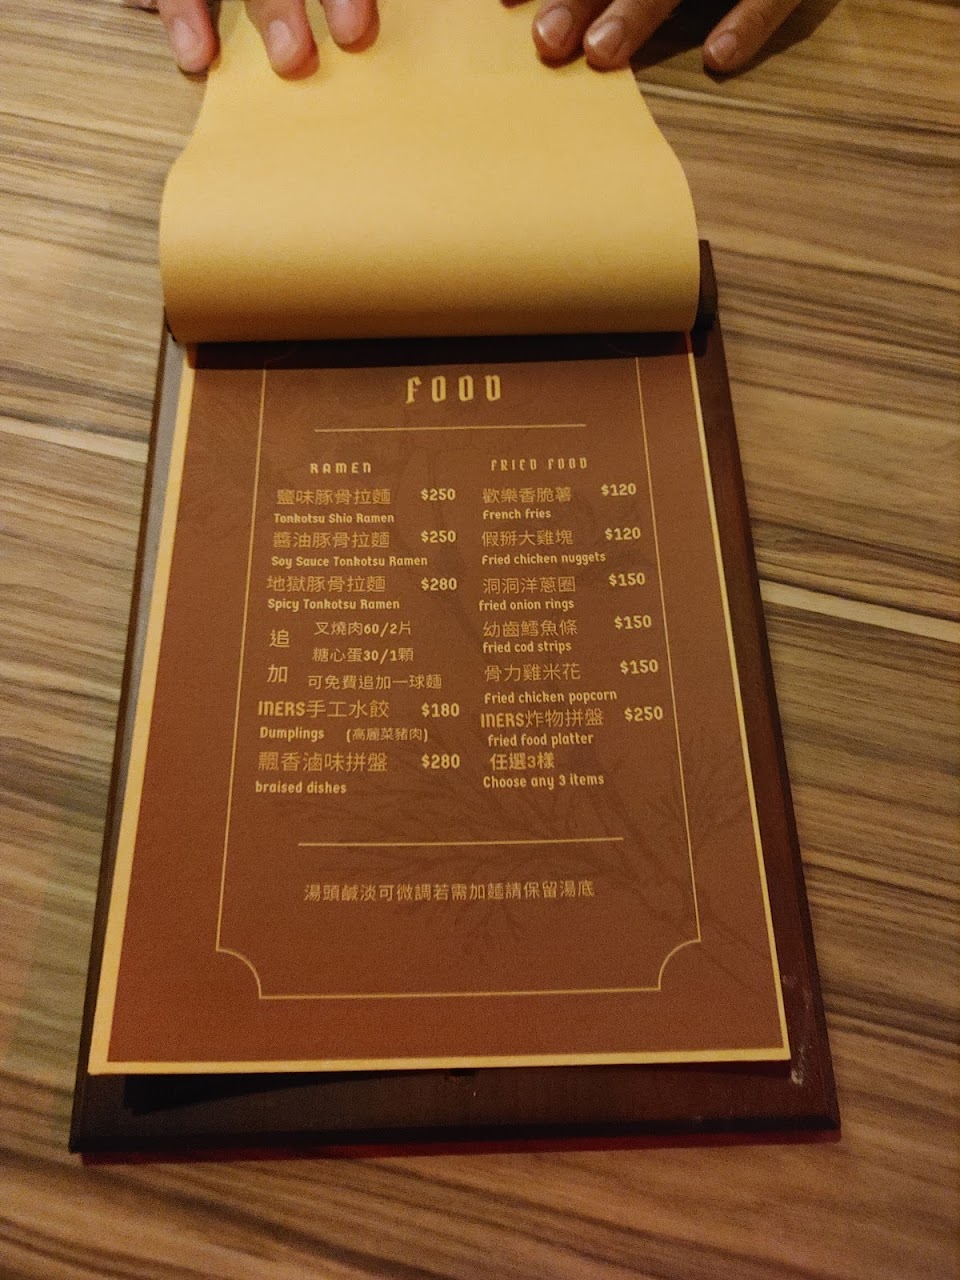 FOOD
RAMEN
鹽味豚骨拉麵 $250
Tonkotsu Shio Ramen
醬油豚骨拉麵 $250
Soy Sauce Tonkotsu Ramen
地獄豚骨拉麵 $280
Spicy Tonkotsu Ramen
追加
叉燒肉60/2片
糖心蛋30/1顆
可免費追加一球麵
INERS手工水餃 $180
Dumplings (高麗菜豬肉)
飄香滷味拼盤 $280
braised dishes
FRIED FOOD
歡樂香脆薯 $120
French fries
假掰大雞塊 $120
Fried chicken nuggets
洞洞洋蔥圈 $150
fried onion rings
幼齒鱈魚條 $150
fried cod strips
骨力雞米花 $150
Fried chicken popcorn
INERS炸物拼盤 $250
fried food platter
任選3樣
Choose any 3 items
湯頭鹹淡可微調若需加麵請保留湯底